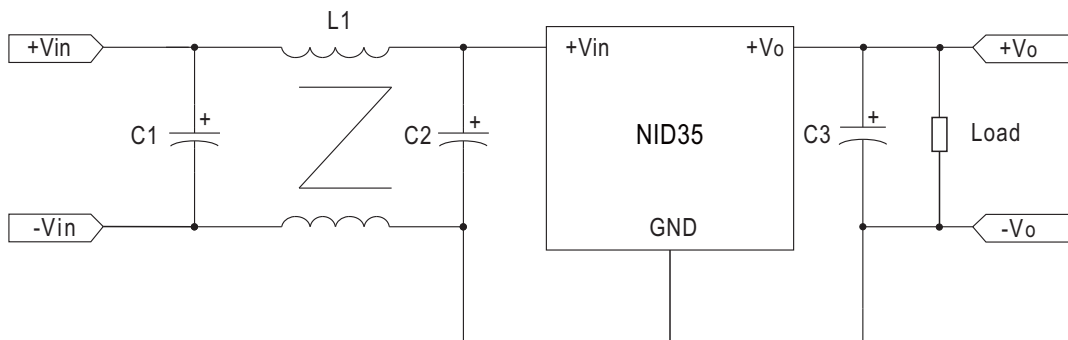 L1
+Vin
+Vin
+Vo
+Vo
C1
+
C2
+
NID35
C3
+
Load
-Vin
GND
-Vo